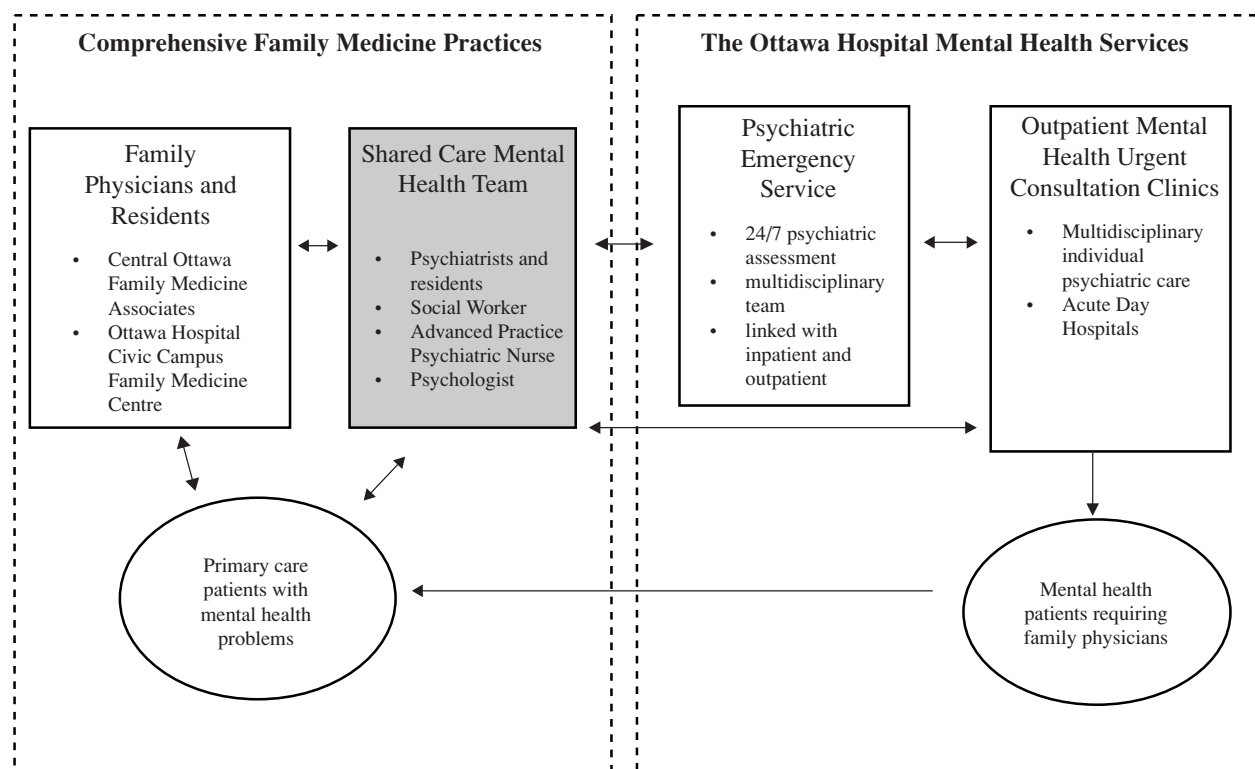 Comprehensive Family Medicine Practices
Family
Physicians and
Residents
• Central Ottawa
Family Medicine
Associates
• Ottawa Hospital
Civic Campus
Family Medicine
Centre
Shared Care Mental
Health Team
• Psychiatrists and
residents
• Social Worker
• Advanced Practice
Psychiatric Nurse
• Psychologist
Primary care
patients with
mental health
problems
The Ottawa Hospital Mental Health Services
Psychiatric
Emergency
Service
• 24/7 psychiatric
assessment
• multidisciplinary
team
• linked with
inpatient and
outpatient
Outpatient Mental
Health Urgent
Consultation Clinics
• Multidisciplinary
individual
psychiatric care
• Acute Day
Hospitals
Mental health
patients requiring
family physicians